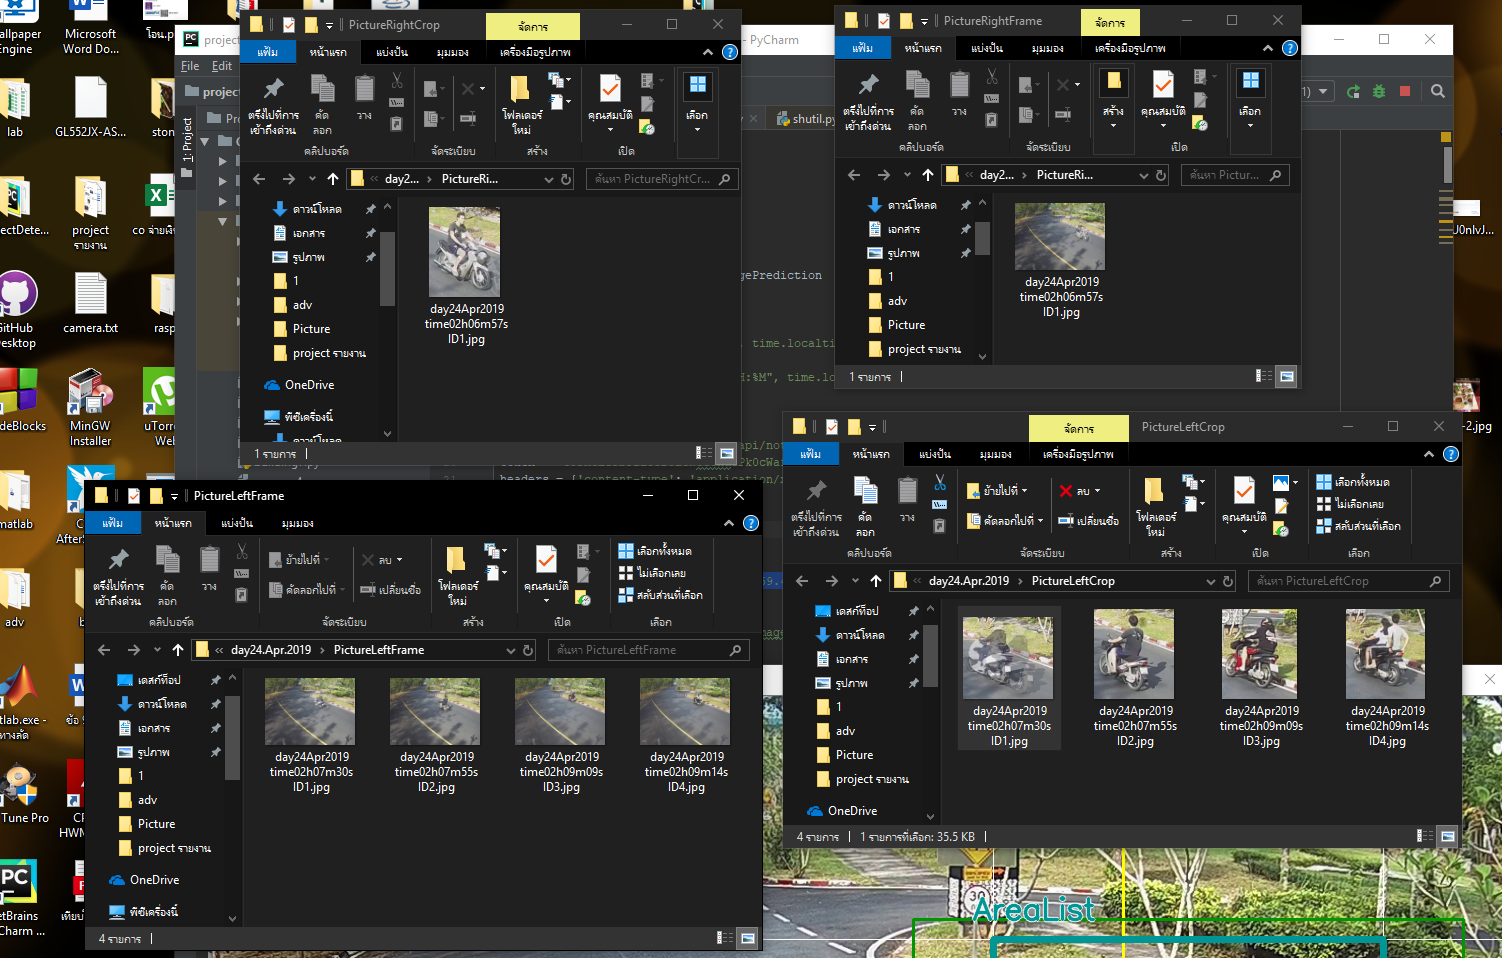 allpaper
Engine
Microsoft
Word Do...
โอน.p
lab
GL552JX-AS...
ston
ectDete...
project
รายงาน
co จ่ายเงิน
GitHub
Desktop
camera.txt
rasp
deBlocks
MinGW
Installer
uTorre
Web
matlab
AfterS
adv
tlab.exe -
ทางลัด
Tune Pro
HWM
etBrains
Charm ...
U0nIvJ...
-2.jpg
project
- PyCharm
File
Edit
project
1: Project
shutil.py
1)
gePrediction
, time.localti
H:%M", time.lo
api/not
PkOcWa
headers = ['content-type': 'application/
PictureRightCrop
จัดการ
แฟ้ม
หน้าแรก
แบ่งปัน
มุมมอง
เครื่องมือรูปภาพ
ตรึงไปที่การ
เข้าถึงด่วน
คัด
ลอก
วาง
โฟลเดอร์
ใหม่
คุณสมบัติ
เลือก
คลิปบอร์ด
จัดระเบียบ
สร้าง
เปิด
day2...
PictureRi...
ค้นหา PictureRightCr...
ดาวน์โหลด
เอกสาร
รูปภาพ
1
adv
Picture
project รายงาน
OneDrive
พีซีเครื่องนี้
ดาวน์โหลด
day24Apr2019
time02h06m57s
ID1.jpg
1 รายการ
PictureRightFrame
จัดการ
แฟ้ม
หน้าแรก
แบ่งปัน
มุมมอง
เครื่องมือรูปภาพ
ตรึงไปที่การ
เข้าถึงด่วน
คัด
ลอก
วาง
สร้าง
คุณสมบัติ
เลือก
คลิปบอร์ด
จัดระเบียบ
เปิด
day2...
PictureRi...
ค้นหา Pictur...
ดาวน์โหลด
เอกสาร
รูปภาพ
1
adv
Picture
project รายงาน
day24Apr2019
time02h06m57s
ID1.jpg
1 รายการ
PictureLeftFrame
แฟ้ม
หน้าแรก
แบ่งปัน
มุมมอง
ตรึงไปที่การ
เข้าถึงด่วน
คัด
ลอก
วาง
ย้ายไปที่
คัดลอกไปที่
ลบ
เปลี่ยนชื่อ
โฟลเดอร์
ใหม่
คุณสมบัติ
เลือกทั้งหมด
ไม่เลือกเลย
สลับส่วนที่เลือก
คลิปบอร์ด
จัดระเบียบ
สร้าง
เปิด
เลือก
day24.Apr.2019
PictureLeftFrame
ค้นหา PictureLeftFrame
เดสก์ท็อป
ดาวน์โหลด
เอกสาร
รูปภาพ
1
adv
Picture
project รายงาน
OneDrive
พีซีเครื่องนี้
day24Apr2019
time02h07m30s
ID1.jpg
day24Apr2019
time02h07m55s
ID2.jpg
day24Apr2019
time02h09m09s
ID3.jpg
day24Apr2019
time02h09m14s
ID4.jpg
4 รายการ
จัดการ
PictureLeftCrop
แฟ้ม
หน้าแรก
แบ่งปัน
มุมมอง
เครื่องมือรูปภาพ
ตรึงไปที่การ
เข้าถึงด่วน
คัด
ลอก
วาง
ย้ายไปที่
คัดลอกไปที่
ลบ
เปลี่ยนชื่อ
โฟลเดอร์
ใหม่
คุณสมบัติ
เลือกทั้งหมด
ไม่เลือกเลย
สลับส่วนที่เลือก
คลิปบอร์ด
จัดระเบียบ
สร้าง
เปิด
เลือก
day24.Apr.2019
PictureLeftCrop
ค้นหา PictureLeftCrop
เดสก์ท็อป
ดาวน์โหลด
เอกสาร
รูปภาพ
1
adv
Picture
project รายงาน
OneDrive
day24Apr2019
time02h07m30s
ID1.jpg
day24Apr2019
time02h07m55s
ID2.jpg
day24Apr2019
time02h09m09s
ID3.jpg
day24Apr2019
time02h09m14s
ID4.jpg
4 รายการ
1 รายการที่เลือก: 35.5 KB
30
AreaList